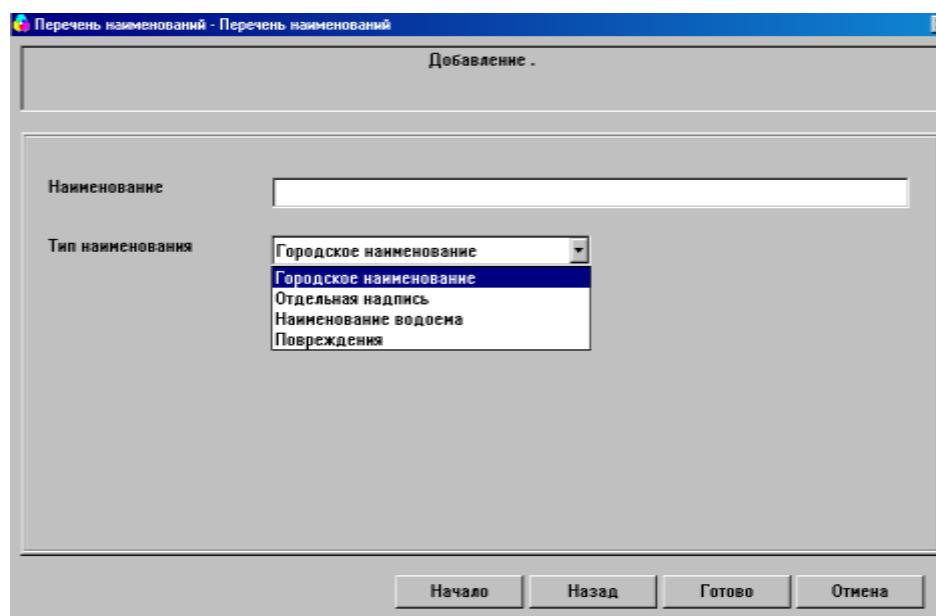 Перечень наименований - Перечень наименований
Добавление .
Наименование
Тип наименования
Городское наименование
Городское наименование
Отдельная надпись
Наименование водоема
Повреждения
Начало Назад Готово Отмена